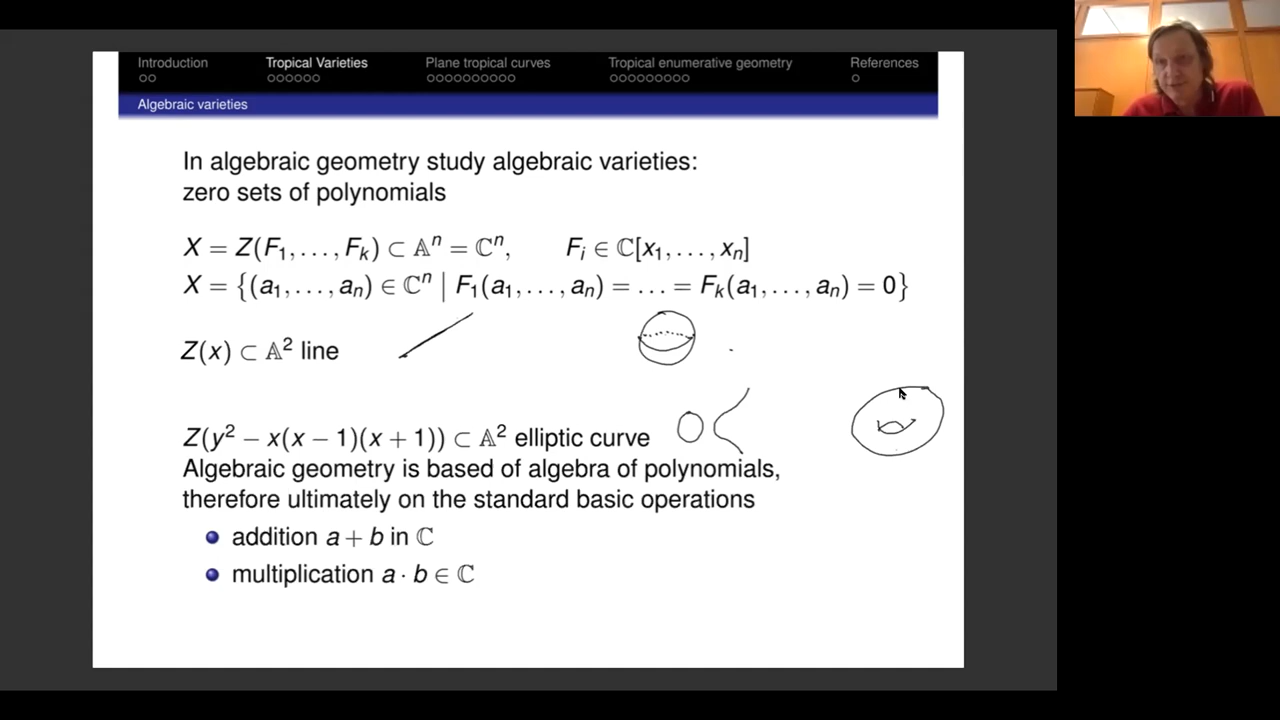 Introduction Tropical Varieties Plane tropical curves Tropical enumerative geometry References
Algebraic varieties
In algebraic geometry study algebraic varieties:
zero sets of polynomials
X = Z(F₁, …, Fₖ) ⊂ 𝔸ⁿ = ℂⁿ, Fᵢ ∈ ℂ[x₁, …, xₙ]
X = {(a₁, …, aₙ) ∈ ℂⁿ | F₁(a₁, …, aₙ) = … = Fₖ(a₁, …, aₙ) = 0}
Z(x) ⊂ 𝔸² line
Z(y² − x(x − 1)(x + 1)) ⊂ 𝔸² elliptic curve
Algebraic geometry is based of algebra of polynomials,
therefore ultimately on the standard basic operations
addition a + b in ℂ
multiplication a · b ∈ ℂ